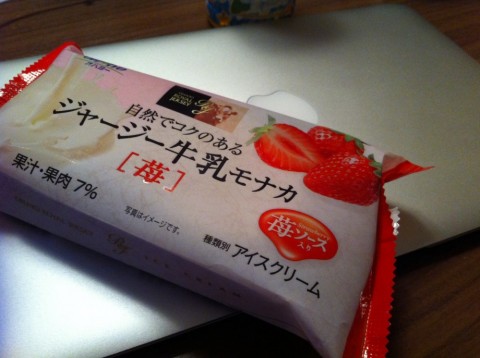 自然でコクのある
ジャージー牛乳モナカ
[苺]
果汁・果肉 7%
写真はイメージです。
苺ソース
入り
種類別 アイスクリーム